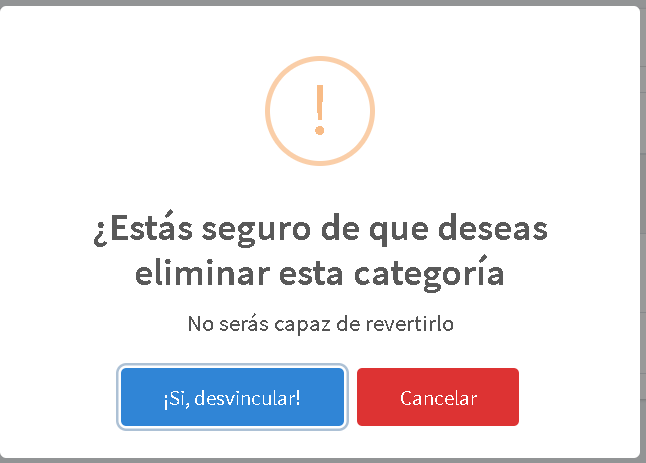 !
¿Estás seguro de que deseas
eliminar esta categoría
No serás capaz de revertirlo
¡Si, desvincular!
Cancelar